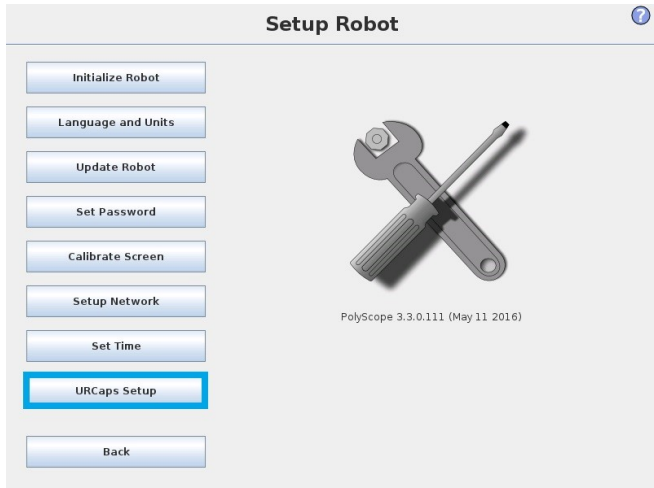 Setup Robot
?
Initialize Robot
Language and Units
Update Robot
Set Password
Calibrate Screen
Setup Network
PolyScope 3.3.0.111 (May 11 2016)
Set Time
URCaps Setup
Back